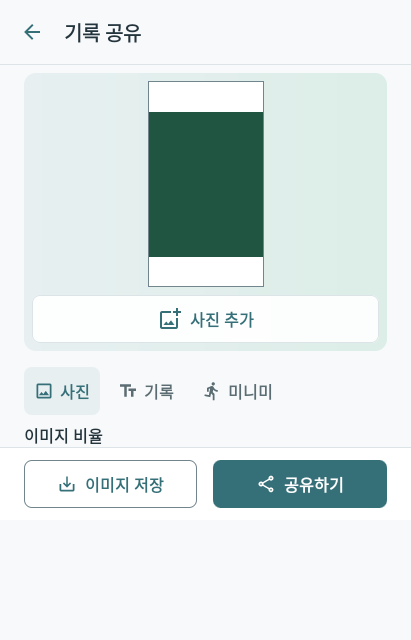 기록 공유
사진 추가
사진
기록
미니미
이미지 비율
이미지 저장
공유하기